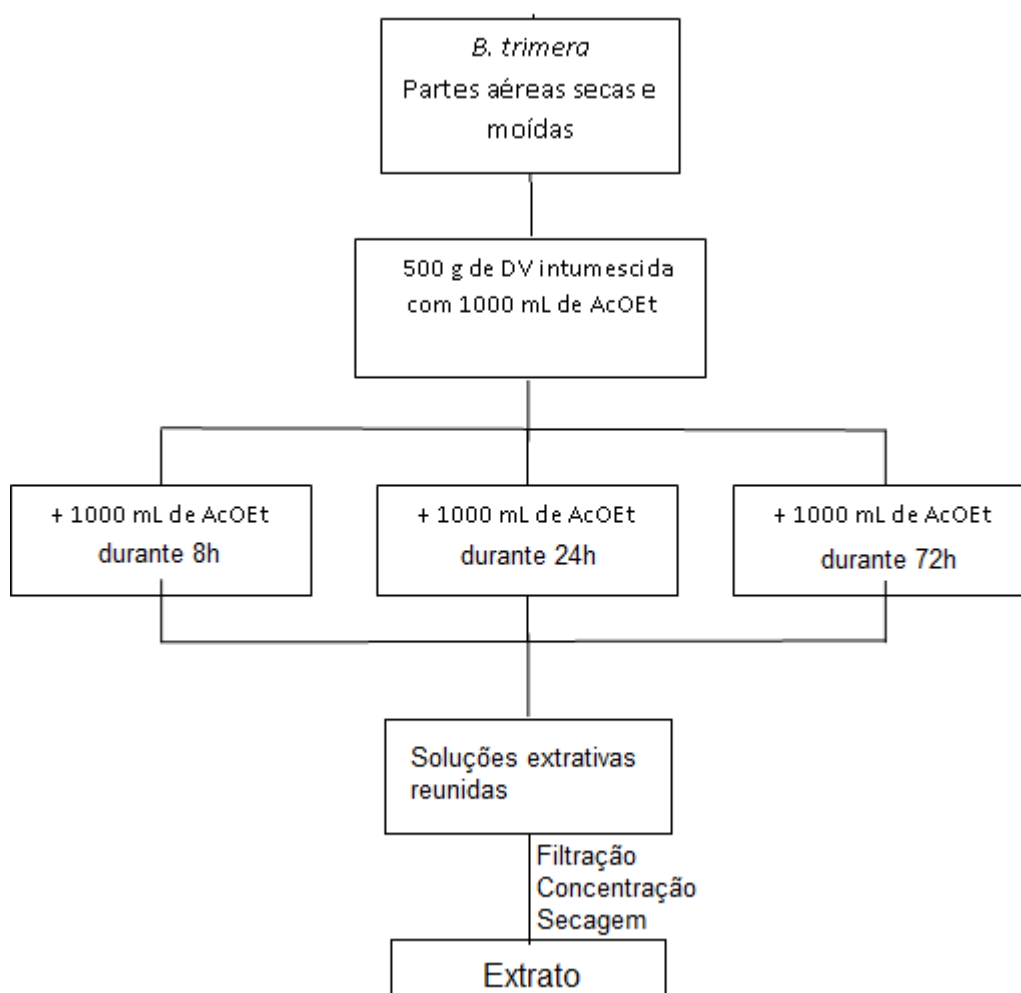 B. trimera
Partes aéreas secas e
moídas
500 g de DV intumescida
com 1000 mL de AcOEt
+ 1000 mL de AcOEt
durante 8h
+ 1000 mL de AcOEt
durante 24h
+ 1000 mL de AcOEt
durante 72h
Soluções extrativas
reunidas
Filtração
Concentração
Secagem
Extrato